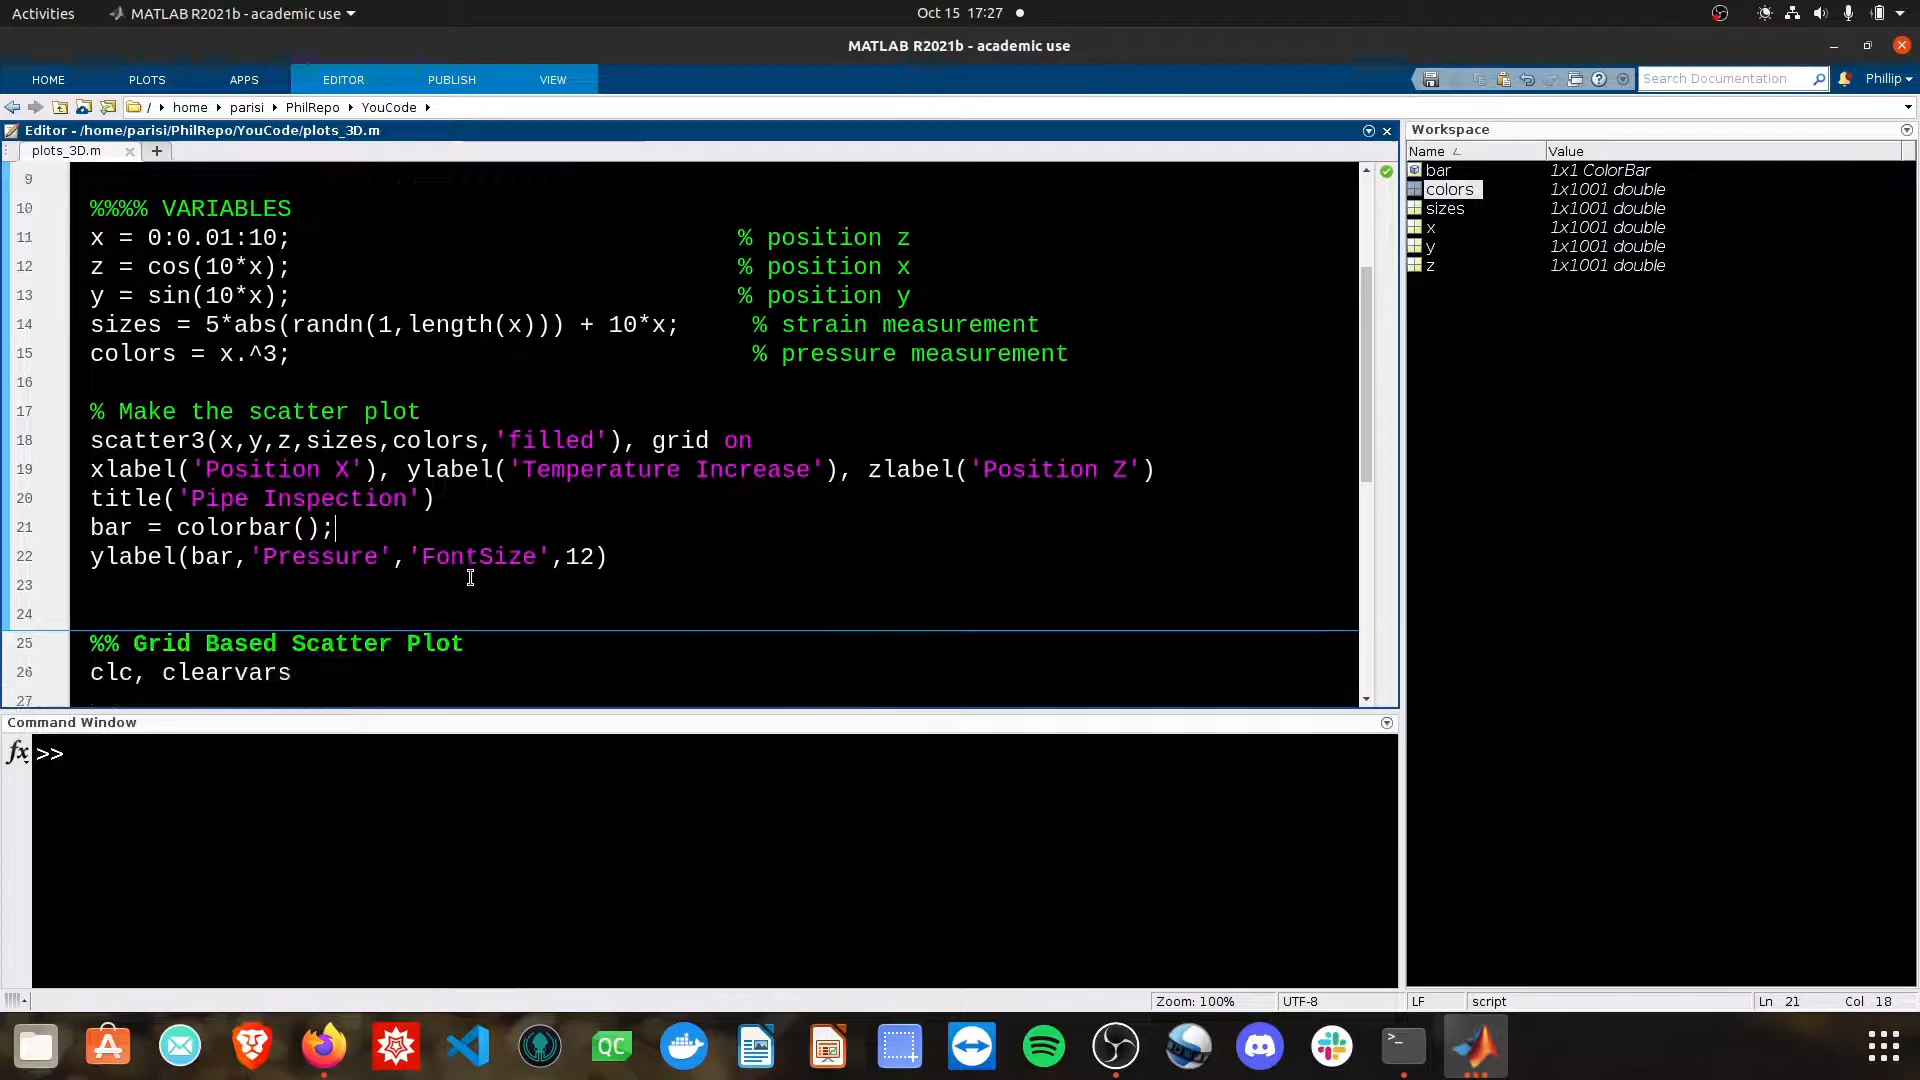 Activities MATLAB R2021b - academic use Oct 15 17:27
MATLAB R2021b - academic use
HOME PLOTS APPS EDITOR PUBLISH VIEW Search Documentation Phillip
/ home parisi PhilRepo YouCode
Editor - /home/parisi/PhilRepo/YouCode/plots_3D.m
plots_3D.m
9
10 %%%% VARIABLES
11 x = 0:0.01:10; % position z
12 z = cos(10*x); % position x
13 y = sin(10*x); % position y
14 sizes = 5*abs(randn(1,length(x))) + 10*x; % strain measurement
15 colors = x.^3; % pressure measurement
16
17 % Make the scatter plot
18 scatter3(x,y,z,sizes,colors,'filled'), grid on
19 xlabel('Position X'), ylabel('Temperature Increase'), zlabel('Position Z')
20 title('Pipe Inspection')
21 bar = colorbar();
22 ylabel(bar,'Pressure','FontSize',12)
23
24
25 %% Grid Based Scatter Plot
26 clc, clearvars
27
Workspace
Name Value
bar 1x1 ColorBar
colors 1x1001 double
sizes 1x1001 double
x 1x1001 double
y 1x1001 double
z 1x1001 double
Command Window
fx >>
Zoom: 100% UTF-8 LF script Ln 21 Col 18
QC